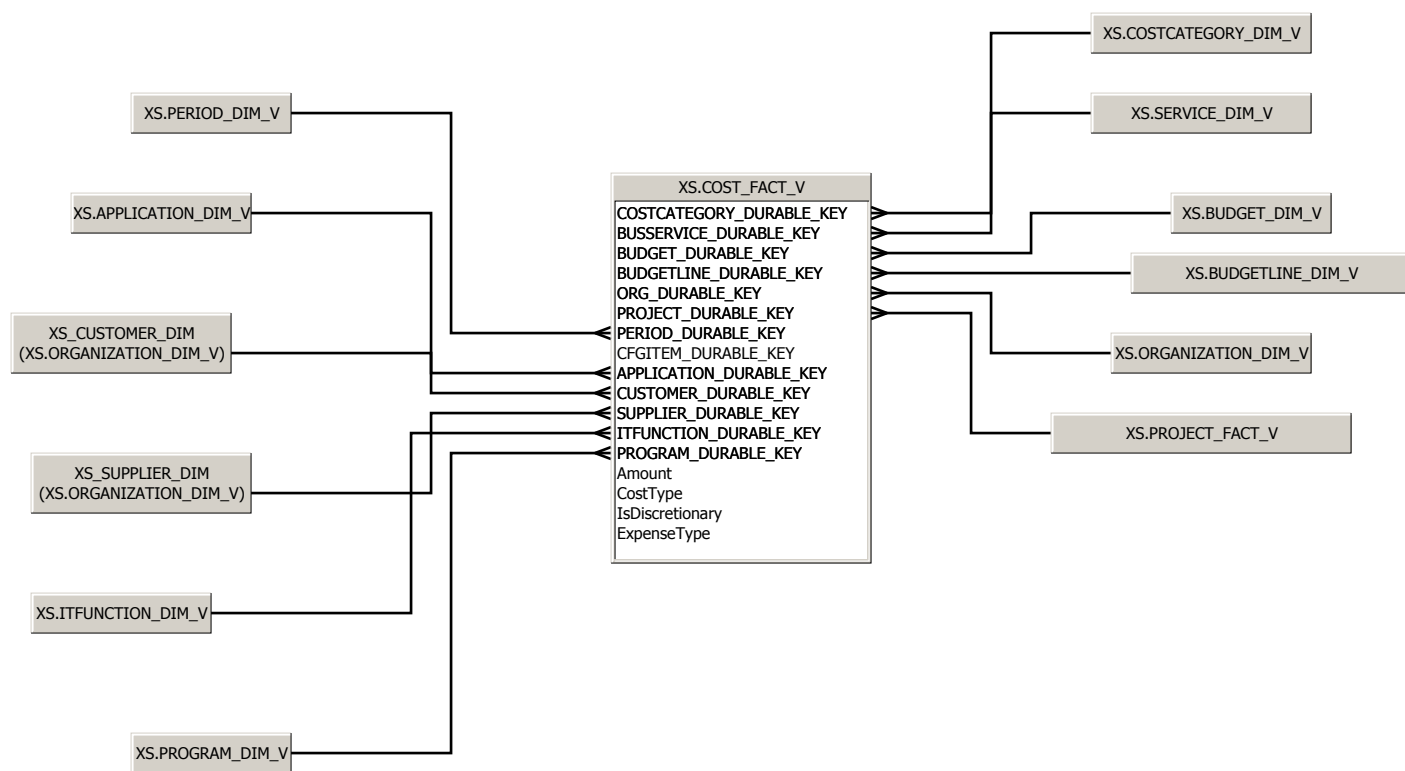 XS.COSTCATEGORY_DIM_V
XS.PERIOD_DIM_V
XS.SERVICE_DIM_V
XS.APPLICATION_DIM_V
XS.COST_FACT_V
COSTCATEGORY_DURABLE_KEY
BUSSERVICE_DURABLE_KEY
BUDGET_DURABLE_KEY
BUDGETLINE_DURABLE_KEY
ORG_DURABLE_KEY
PROJECT_DURABLE_KEY
PERIOD_DURABLE_KEY
CFGITEM_DURABLE_KEY
APPLICATION_DURABLE_KEY
CUSTOMER_DURABLE_KEY
SUPPLIER_DURABLE_KEY
ITFUNCTION_DURABLE_KEY
PROGRAM_DURABLE_KEY
Amount
CostType
IsDiscretionary
ExpenseType
XS.BUDGET_DIM_V
XS.BUDGETLINE_DIM_V
XS_CUSTOMER_DIM
(XS.ORGANIZATION_DIM_V)
XS.ORGANIZATION_DIM_V
XS.PROJECT_FACT_V
XS_SUPPLIER_DIM
(XS.ORGANIZATION_DIM_V)
XS.ITFUNCTION_DIM_V
XS.PROGRAM_DIM_V